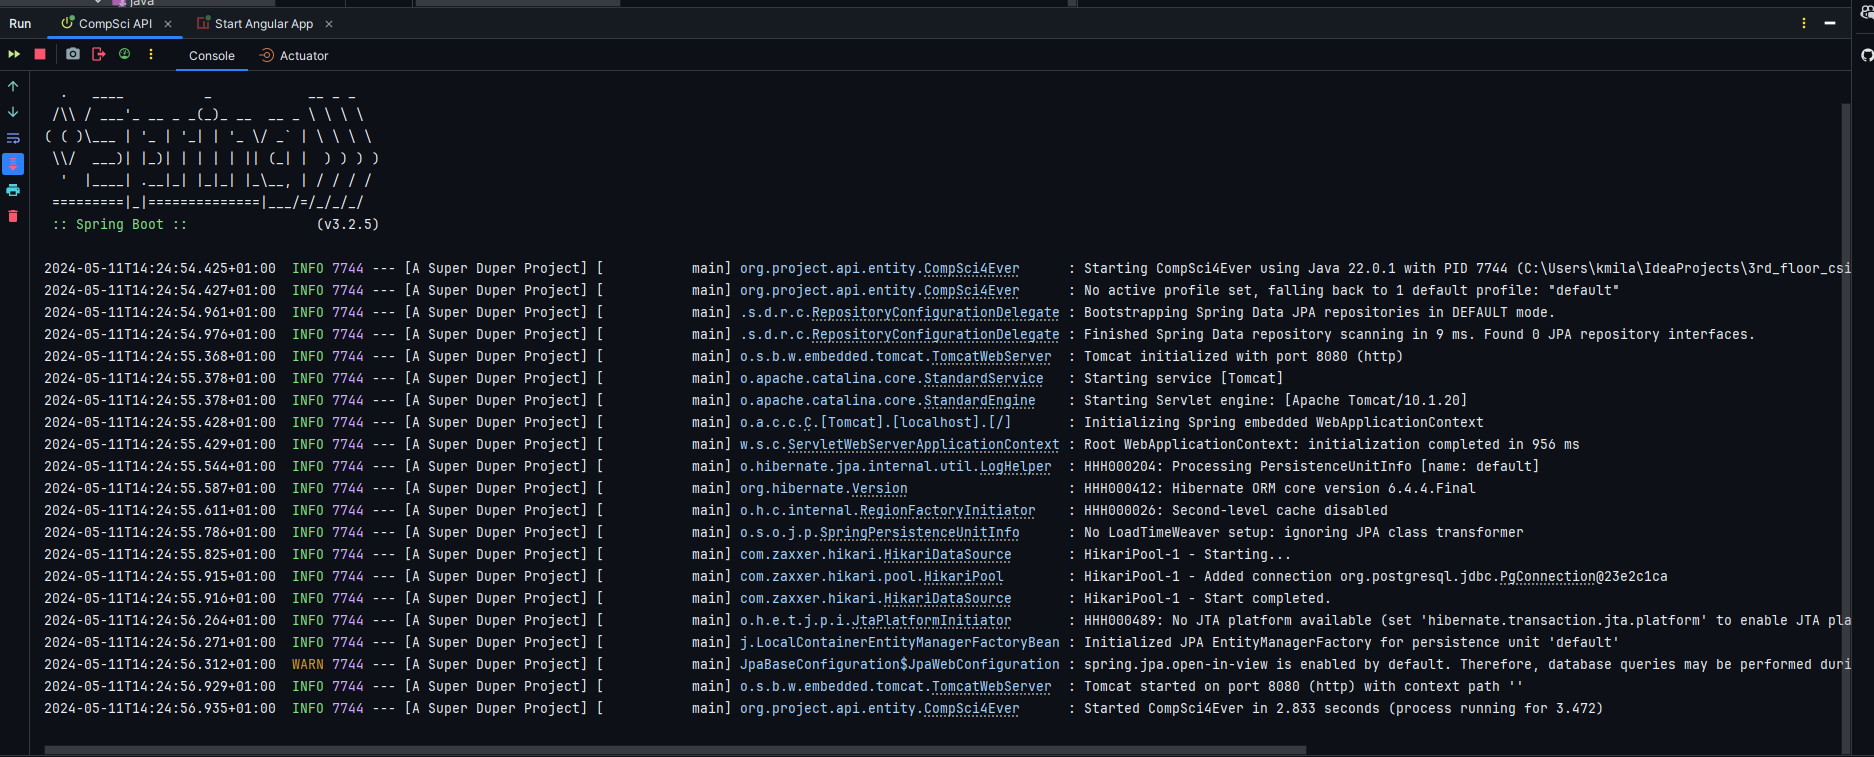 java
Run CompSci API Start Angular App
Console Actuator
  .   ____          _            __ _ _
 /\\ / ___'_ __ _ _(_)_ __  __ _ \ \ \ \
( ( )\___ | '_ | '_| | '_ \/ _` | \ \ \ \
 \\/  ___)| |_)| | | | | || (_| |  ) ) ) )
  '  |____| .__|_| |_|_| |_\__, | / / / /
 =========|_|==============|___/=/_/_/_/
 :: Spring Boot ::                (v3.2.5)
2024-05-11T14:24:54.425+01:00  INFO 7744 --- [A Super Duper Project] [           main] org.project.api.entity.CompSci4Ever      : Starting CompSci4Ever using Java 22.0.1 with PID 7744 (C:\Users\kmila\IdeaProjects\3rd_floor_csi
2024-05-11T14:24:54.427+01:00  INFO 7744 --- [A Super Duper Project] [           main] org.project.api.entity.CompSci4Ever      : No active profile set, falling back to 1 default profile: "default"
2024-05-11T14:24:54.961+01:00  INFO 7744 --- [A Super Duper Project] [           main] .s.d.r.c.RepositoryConfigurationDelegate : Bootstrapping Spring Data JPA repositories in DEFAULT mode.
2024-05-11T14:24:54.976+01:00  INFO 7744 --- [A Super Duper Project] [           main] .s.d.r.c.RepositoryConfigurationDelegate : Finished Spring Data repository scanning in 9 ms. Found 0 JPA repository interfaces.
2024-05-11T14:24:55.368+01:00  INFO 7744 --- [A Super Duper Project] [           main] o.s.b.w.embedded.tomcat.TomcatWebServer  : Tomcat initialized with port 8080 (http)
2024-05-11T14:24:55.378+01:00  INFO 7744 --- [A Super Duper Project] [           main] o.apache.catalina.core.StandardService   : Starting service [Tomcat]
2024-05-11T14:24:55.378+01:00  INFO 7744 --- [A Super Duper Project] [           main] o.apache.catalina.core.StandardEngine    : Starting Servlet engine: [Apache Tomcat/10.1.20]
2024-05-11T14:24:55.428+01:00  INFO 7744 --- [A Super Duper Project] [           main] o.a.c.c.C.[Tomcat].[localhost].[/]       : Initializing Spring embedded WebApplicationContext
2024-05-11T14:24:55.429+01:00  INFO 7744 --- [A Super Duper Project] [           main] w.s.c.ServletWebServerApplicationContext : Root WebApplicationContext: initialization completed in 956 ms
2024-05-11T14:24:55.544+01:00  INFO 7744 --- [A Super Duper Project] [           main] o.hibernate.jpa.internal.util.LogHelper  : HHH000204: Processing PersistenceUnitInfo [name: default]
2024-05-11T14:24:55.587+01:00  INFO 7744 --- [A Super Duper Project] [           main] org.hibernate.Version                    : HHH000412: Hibernate ORM core version 6.4.4.Final
2024-05-11T14:24:55.611+01:00  INFO 7744 --- [A Super Duper Project] [           main] o.h.c.internal.RegionFactoryInitiator    : HHH000026: Second-level cache disabled
2024-05-11T14:24:55.786+01:00  INFO 7744 --- [A Super Duper Project] [           main] o.s.o.j.p.SpringPersistenceUnitInfo      : No LoadTimeWeaver setup: ignoring JPA class transformer
2024-05-11T14:24:55.825+01:00  INFO 7744 --- [A Super Duper Project] [           main] com.zaxxer.hikari.HikariDataSource       : HikariPool-1 - Starting...
2024-05-11T14:24:55.915+01:00  INFO 7744 --- [A Super Duper Project] [           main] com.zaxxer.hikari.pool.HikariPool        : HikariPool-1 - Added connection org.postgresql.jdbc.PgConnection@23e2c1ca
2024-05-11T14:24:55.916+01:00  INFO 7744 --- [A Super Duper Project] [           main] com.zaxxer.hikari.HikariDataSource       : HikariPool-1 - Start completed.
2024-05-11T14:24:56.264+01:00  INFO 7744 --- [A Super Duper Project] [           main] o.h.e.t.j.p.i.JtaPlatformInitiator       : HHH000489: No JTA platform available (set 'hibernate.transaction.jta.platform' to enable JTA pla
2024-05-11T14:24:56.271+01:00  INFO 7744 --- [A Super Duper Project] [           main] j.LocalContainerEntityManagerFactoryBean : Initialized JPA EntityManagerFactory for persistence unit 'default'
2024-05-11T14:24:56.312+01:00  WARN 7744 --- [A Super Duper Project] [           main] JpaBaseConfiguration$JpaWebConfiguration : spring.jpa.open-in-view is enabled by default. Therefore, database queries may be performed duri
2024-05-11T14:24:56.929+01:00  INFO 7744 --- [A Super Duper Project] [           main] o.s.b.w.embedded.tomcat.TomcatWebServer  : Tomcat started on port 8080 (http) with context path ''
2024-05-11T14:24:56.935+01:00  INFO 7744 --- [A Super Duper Project] [           main] org.project.api.entity.CompSci4Ever      : Started CompSci4Ever in 2.833 seconds (process running for 3.472)